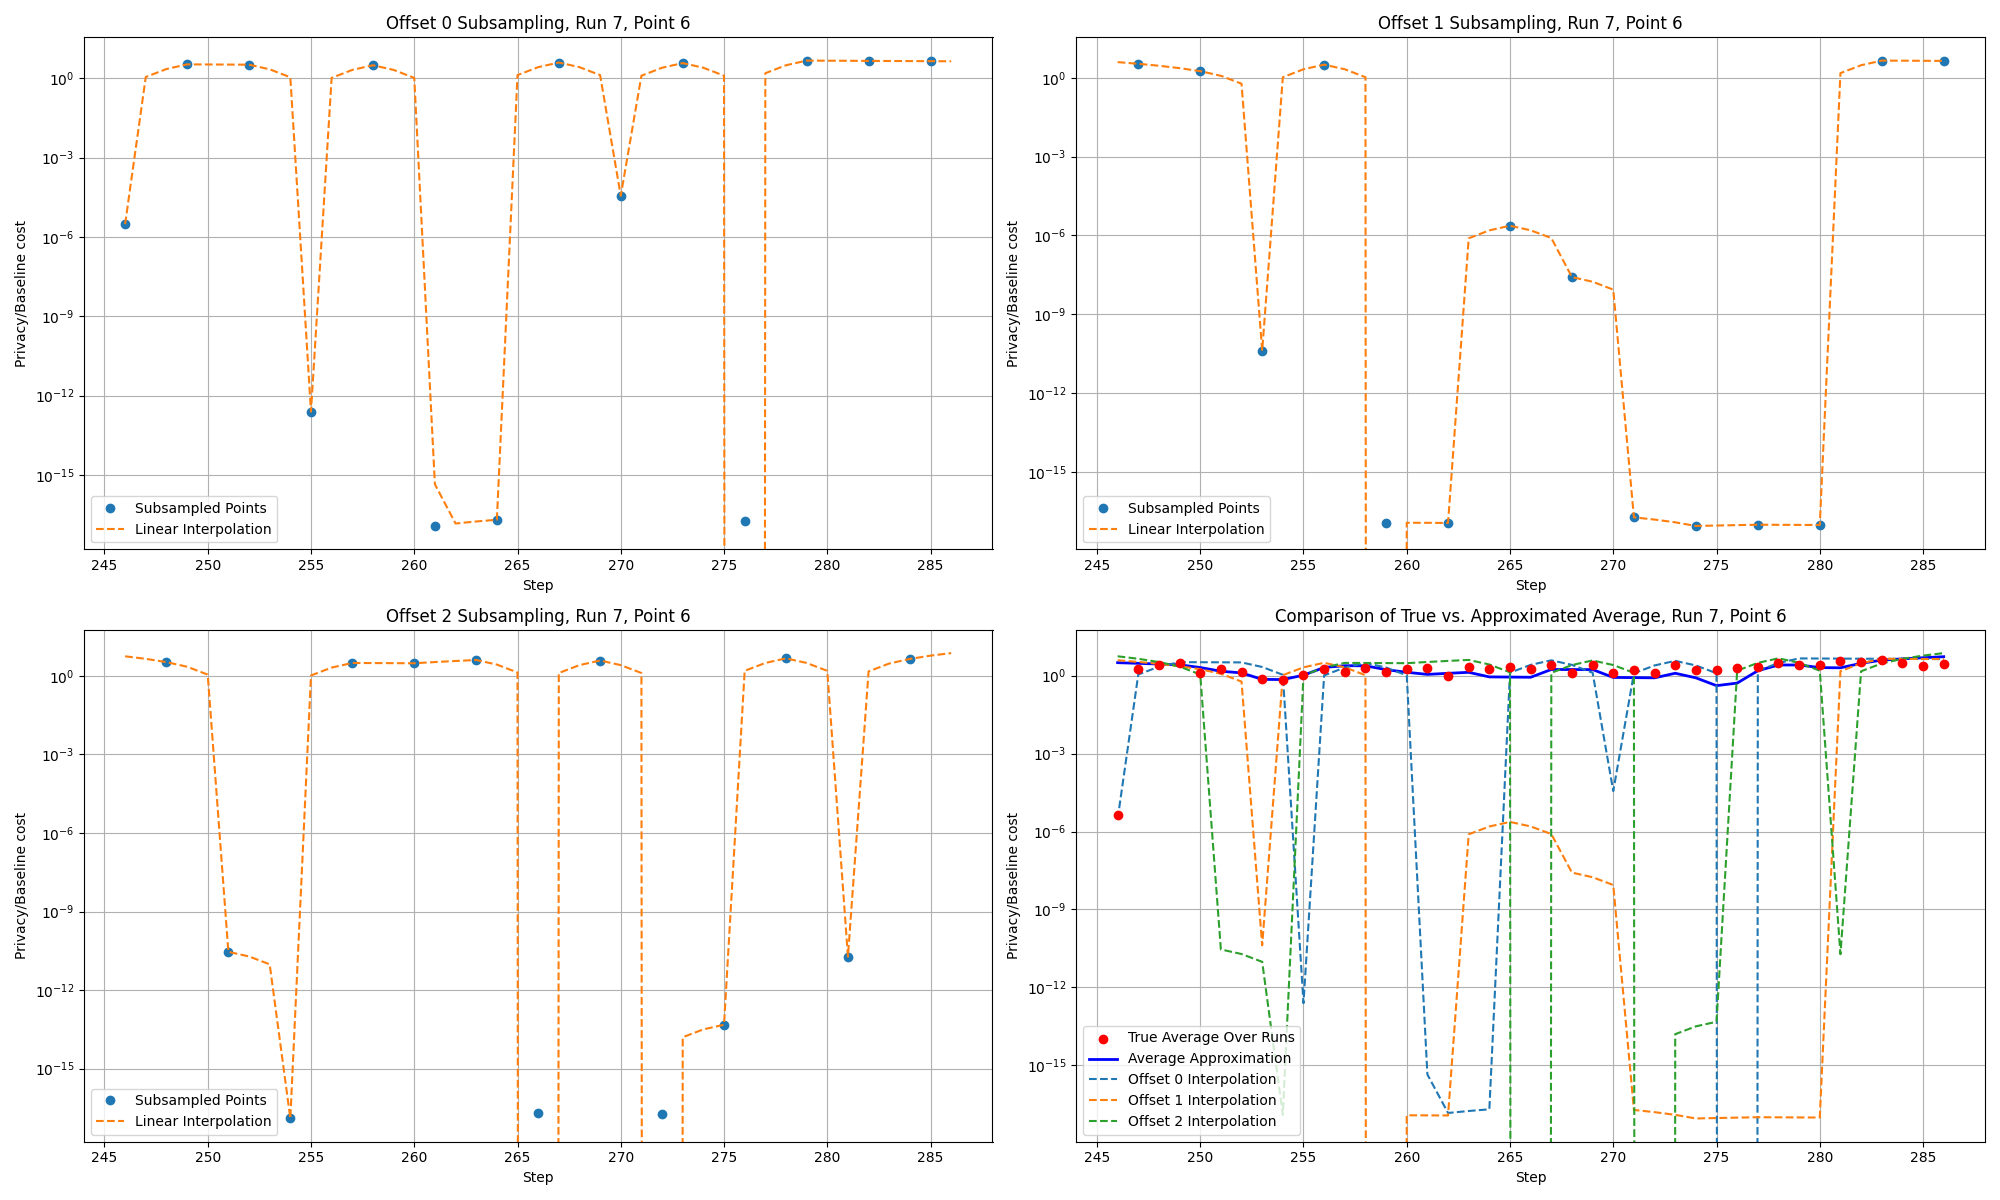 Offset 0 Subsampling, Run 7, Point 6
Privacy/Baseline cost
10^0
10^-3
10^-6
10^-9
10^-12
10^-15
Subsampled Points
Linear Interpolation
245 250 255 260 265 270 275 280 285
Step
Offset 1 Subsampling, Run 7, Point 6
Privacy/Baseline cost
10^0
10^-3
10^-6
10^-9
10^-12
10^-15
Subsampled Points
Linear Interpolation
245 250 255 260 265 270 275 280 285
Step
Offset 2 Subsampling, Run 7, Point 6
Privacy/Baseline cost
10^0
10^-3
10^-6
10^-9
10^-12
10^-15
Subsampled Points
Linear Interpolation
245 250 255 260 265 270 275 280 285
Step
Comparison of True vs. Approximated Average, Run 7, Point 6
Privacy/Baseline cost
10^0
10^-3
10^-6
10^-9
10^-12
10^-15
True Average Over Runs
Average Approximation
Offset 0 Interpolation
Offset 1 Interpolation
Offset 2 Interpolation
245 250 255 260 265 270 275 280 285
Step